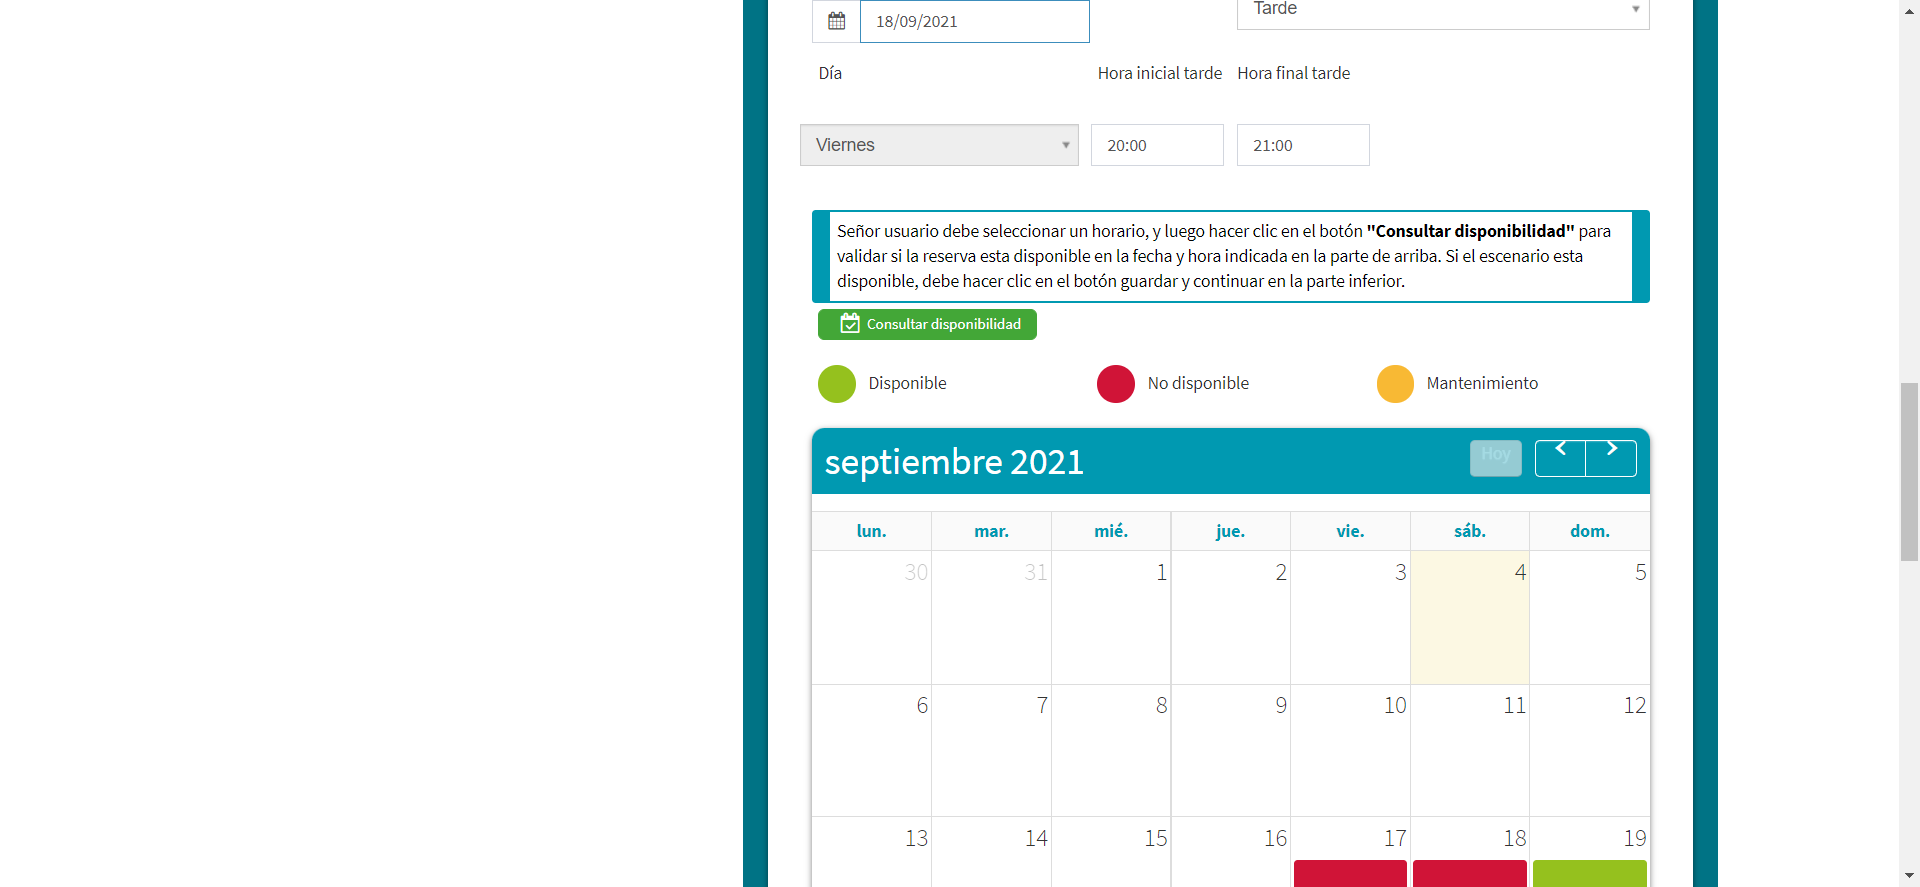 18/09/2021
Tarde
Día
Hora inicial tarde
Hora final tarde
Viernes
20:00
21:00
Señor usuario debe seleccionar un horario, y luego hacer clic en el botón "Consultar disponibilidad" para
validar si la reserva esta disponible en la fecha y hora indicada en la parte de arriba. Si el escenario esta
disponible, debe hacer clic en el botón guardar y continuar en la parte inferior.
Consultar disponibilidad
Disponible
No disponible
Mantenimiento
septiembre 2021
Hoy
lun. mar. mié. jue. vie. sáb. dom.
30 31 1 2 3 4 5
6 7 8 9 10 11 12
13 14 15 16 17 18 19